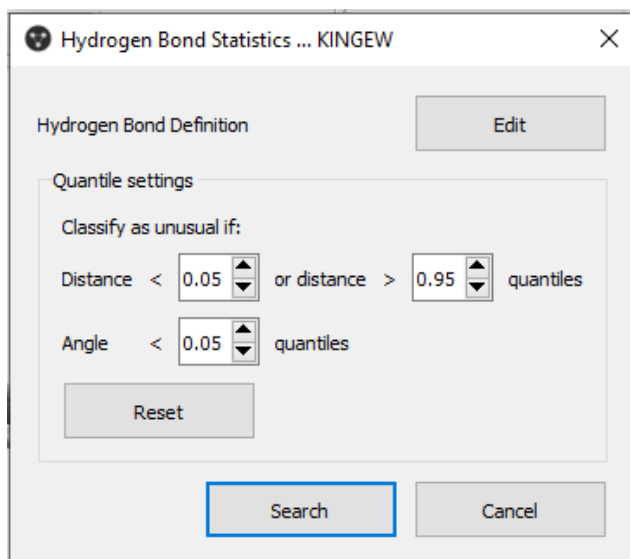 Hydrogen Bond Statistics ... KINGEW
Hydrogen Bond Definition Edit
Quantile settings
Classify as unusual if:
Distance < 0.05 or distance > 0.95 quantiles
Angle < 0.05 quantiles
Reset
Search Cancel